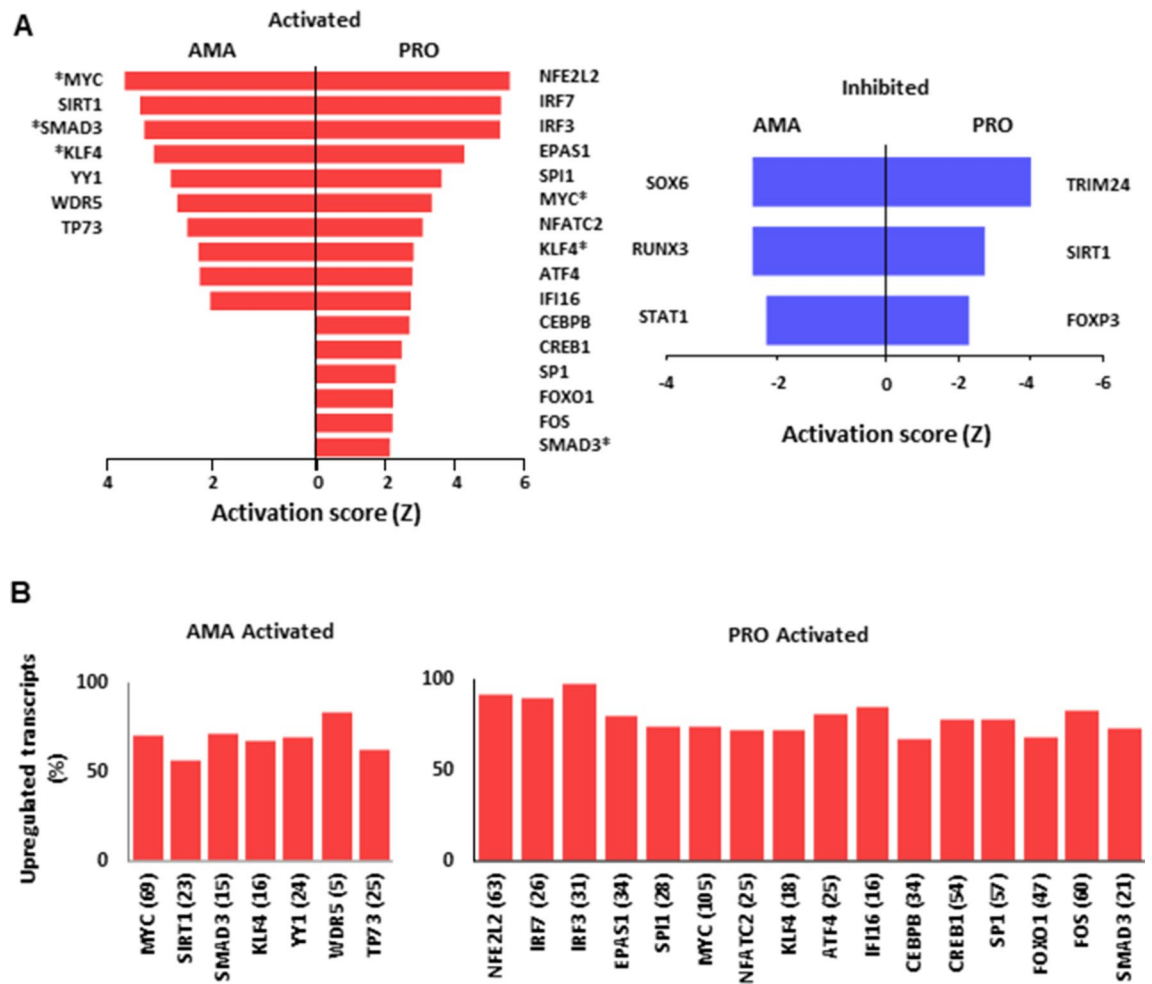 A
Activated
AMA PRO
*MYC
SIRT1
*SMAD3
*KLF4
YY1
WDR5
TP73
NFE2L2
IRF7
IRF3
EPAS1
SPI1
MYC*
NFATC2
KLF4*
ATF4
IFI16
CEBPB
CREB1
SP1
FOXO1
FOS
SMAD3*
4 2 0 2 4 6
Activation score (Z)
Inhibited
AMA PRO
SOX6
RUNX3
STAT1
TRIM24
SIRT1
FOXP3
-4 -2 0 -2 -4 -6
Activation score (Z)
B
AMA Activated
Upregulated transcripts
(%)
100
50
0
MYC (69)
SIRT1 (23)
SMAD3 (15)
KLF4 (16)
YY1 (24)
WDR5 (5)
TP73 (25)
PRO Activated
100
50
0
NFE2L2 (63)
IRF7 (26)
IRF3 (31)
EPAS1 (34)
SPI1 (28)
MYC (105)
NFATC2 (25)
KLF4 (18)
ATF4 (25)
IFI16 (16)
CEBPB (34)
CREB1 (54)
SP1 (57)
FOXO1 (47)
FOS (60)
SMAD3 (21)